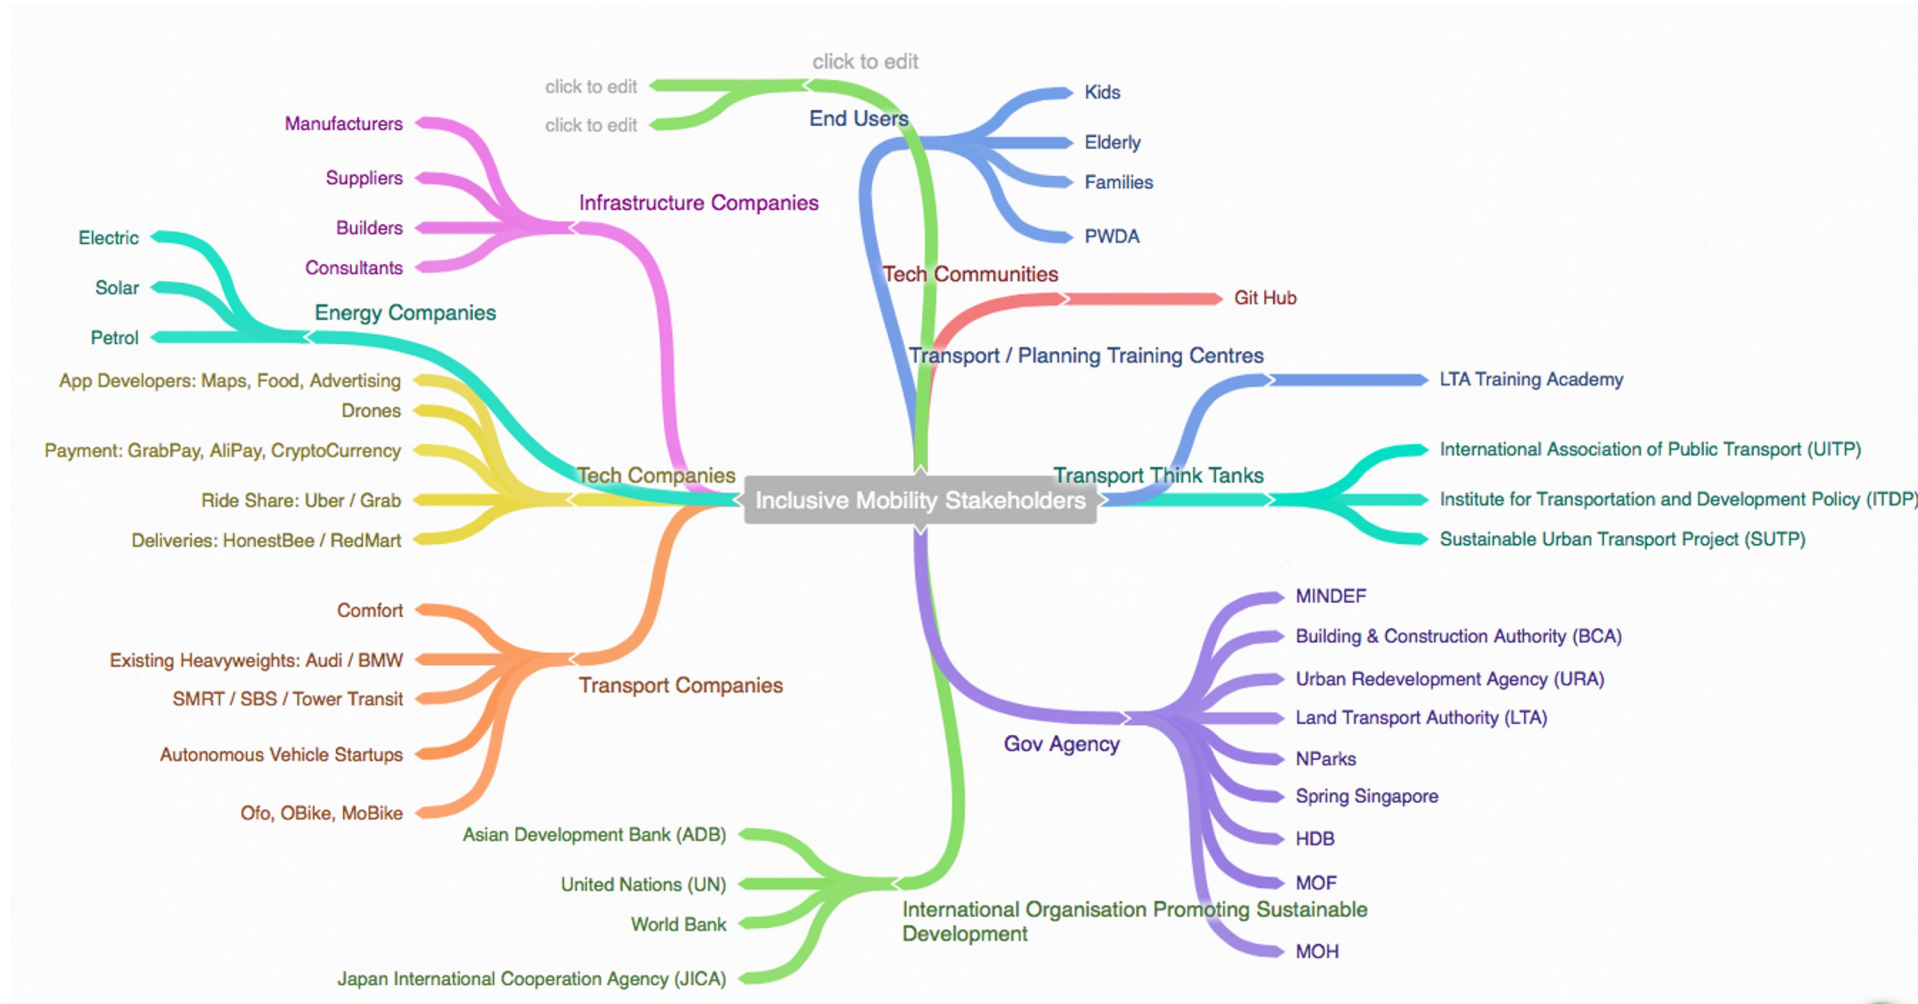 click to edit
click to edit
click to edit
End Users
Kids
Elderly
Families
PWDA
Manufacturers
Suppliers
Builders
Consultants
Infrastructure Companies
Electric
Solar
Petrol
Energy Companies
Tech Communities
Git Hub
Transport / Planning Training Centres
LTA Training Academy
App Developers: Maps, Food, Advertising
Drones
Payment: GrabPay, AliPay, CryptoCurrency
Ride Share: Uber / Grab
Deliveries: HonestBee / RedMart
Tech Companies
Inclusive Mobility Stakeholders
Transport Think Tanks
International Association of Public Transport (UITP)
Institute for Transportation and Development Policy (ITDP)
Sustainable Urban Transport Project (SUTP)
Comfort
Existing Heavyweights: Audi / BMW
SMRT / SBS / Tower Transit
Autonomous Vehicle Startups
Ofo, OBike, MoBike
Transport Companies
Gov Agency
MINDEF
Building & Construction Authority (BCA)
Urban Redevelopment Agency (URA)
Land Transport Authority (LTA)
NParks
Spring Singapore
HDB
MOF
MOH
Asian Development Bank (ADB)
United Nations (UN)
World Bank
Japan International Cooperation Agency (JICA)
International Organisation Promoting Sustainable
Development